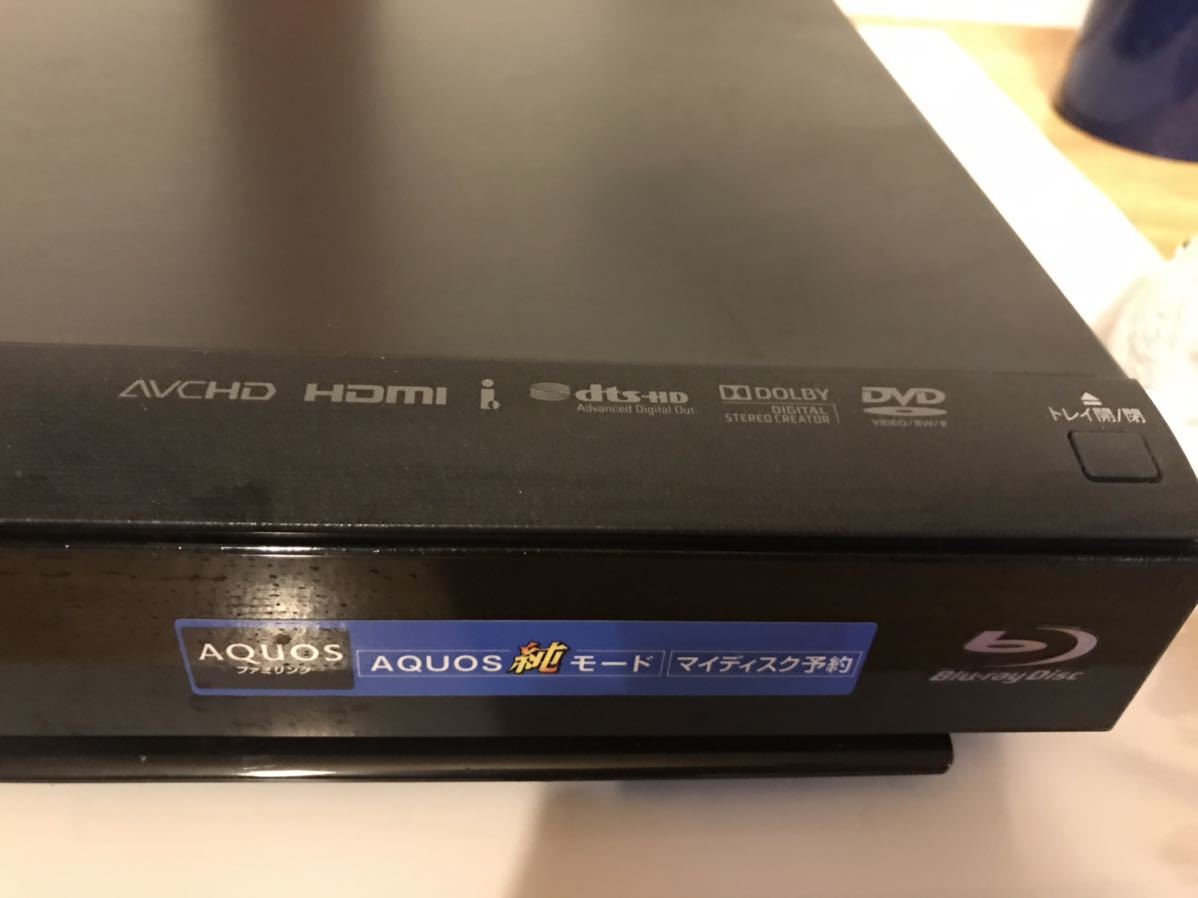 AVCHD HDMI i dts-HD DOLBY DVD
Advanced Digital Out DIGITAL
STEREO CREATOR VIDEO/RW/R
トレイ開/閉
AQUOS
ファミリンク
AQUOS 純モード マイディスク予約
Blu-ray Disc